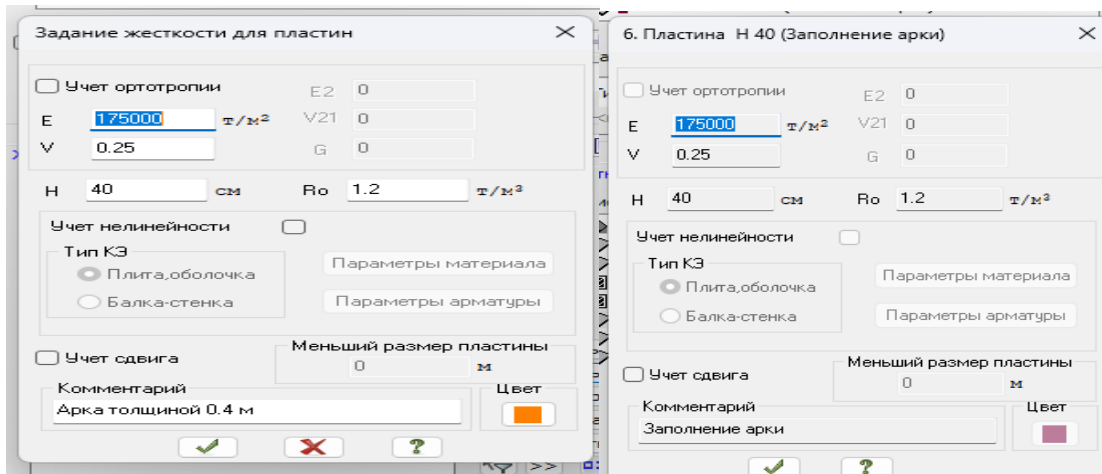 Задание жесткости для пластин
Учет ортотропии
E2 0
E 175000 т/м²
V21 0
V 0.25
G 0
H 40 см
Ro 1.2 т/м³
Учет нелинейности
Тип КЭ
Плита,оболочка
Балка-стенка
Параметры материала
Параметры арматуры
Учет сдвига
Меньший размер пластины
0 м
Комментарий
Арка толщиной 0.4 м
Цвет
?
>>
6. Пластина H 40 (Заполнение арки)
Учет ортотропии
E2 0
E 175000 т/м²
V21 0
V 0.25
G 0
H 40 см
Ro 1.2 т/м³
Учет нелинейности
Тип КЭ
Плита,оболочка
Балка-стенка
Параметры материала
Параметры арматуры
Учет сдвига
Меньший размер пластины
0 м
Комментарий
Заполнение арки
Цвет
?